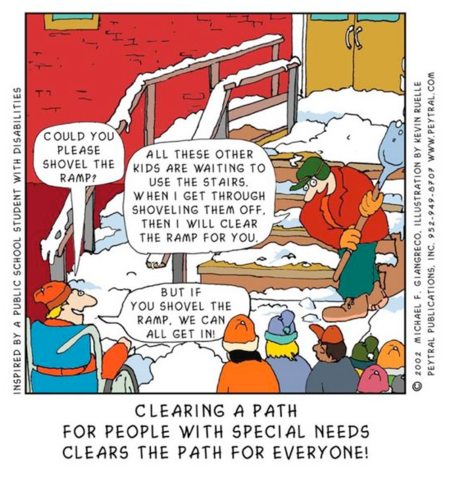 COULD YOU
PLEASE
SHOVEL THE
RAMP?
ALL THESE OTHER
KIDS ARE WAITING TO
USE THE STAIRS.
WHEN I GET THROUGH
SHOVELING THEM OFF,
THEN I WILL CLEAR
THE RAMP FOR YOU.
BUT IF
YOU SHOVEL THE
RAMP, WE CAN
ALL GET IN!
INSPIRED BY A PUBLIC SCHOOL STUDENT WITH DISABILITIES
© 2002 MICHAEL F. GIANGRECO, ILLUSTRATION BY KEVIN RUELLE
PEYTRAL PUBLICATIONS, INC. 952-949-8707 WWW.PEYTRAL.COM
CLEARING A PATH
FOR PEOPLE WITH SPECIAL NEEDS
CLEARS THE PATH FOR EVERYONE!